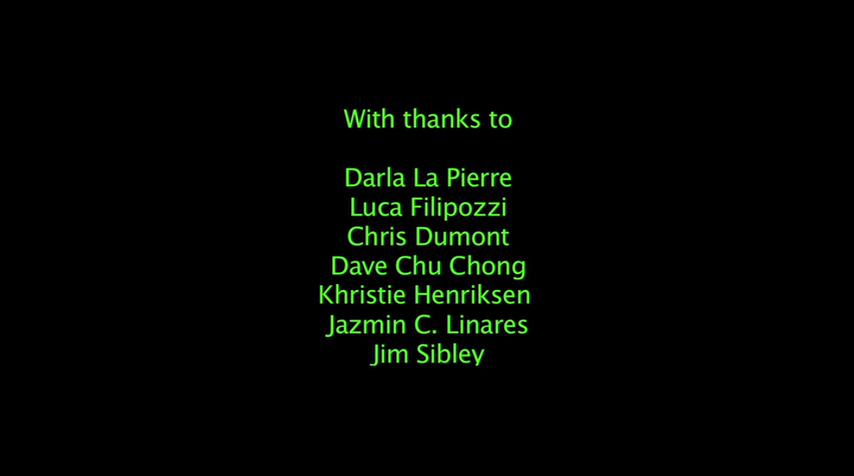 With thanks to
Darla La Pierre
Luca Filipozzi
Chris Dumont
Dave Chu Chong
Khristie Henriksen
Jazmin C. Linares
Jim Sibley